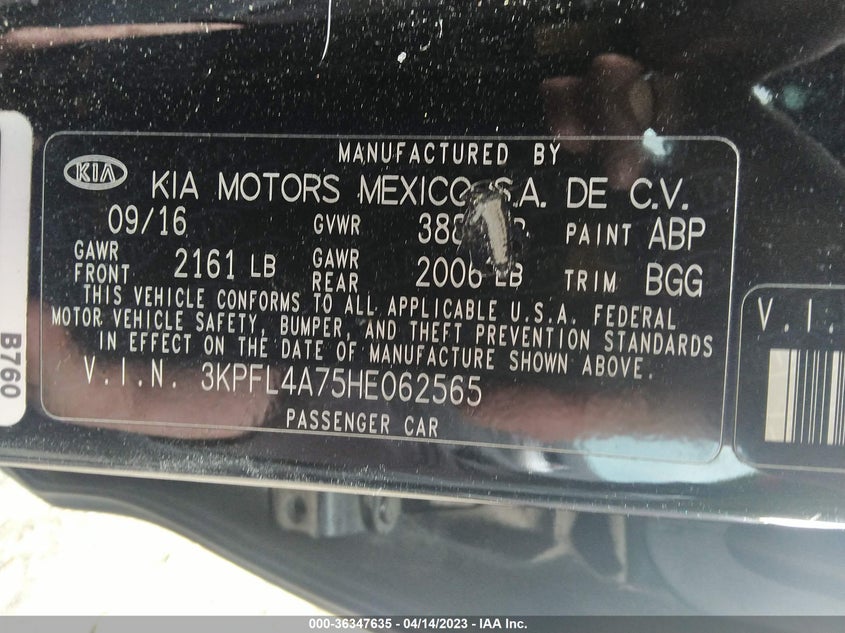 MANUFACTURED BY
KIA KIA MOTORS MEXICO S.A. DE C.V.
09/16 GVWR PAINT ABP
GAWR FRONT 2161 LB GAWR REAR 2006 LB TRIM BGG
THIS VEHICLE CONFORMS TO ALL APPLICABLE U.S.A. FEDERAL
MOTOR VEHICLE SAFETY, BUMPER, AND THEFT PREVENTION STANDARDS
IN EFFECT ON THE DATE OF MANUFACTURE SHOWN ABOVE.
V.I.N. 3KPFL4A75HE062565
PASSENGER CAR
B760
V.I.
000-36347635 - 04/14/2023 - IAA Inc.